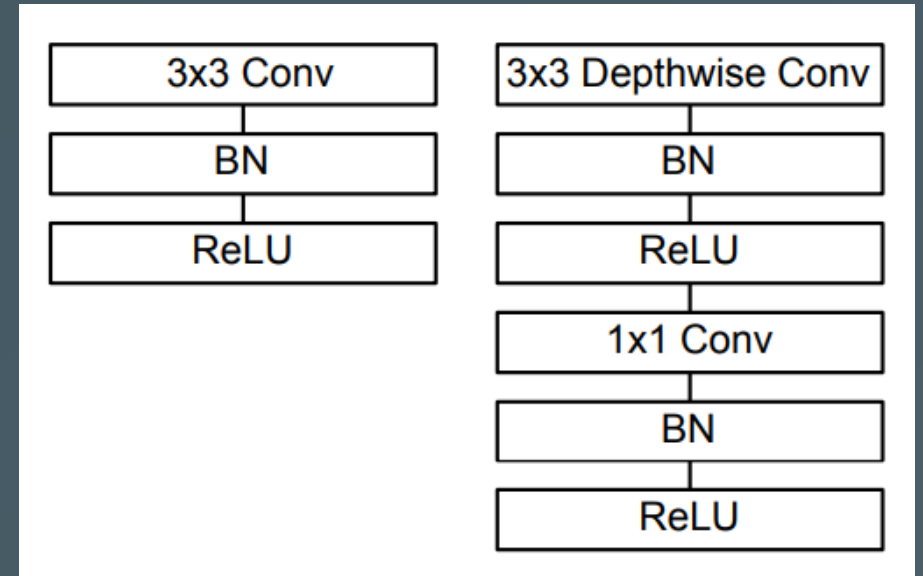 3x3 Conv
BN
ReLU
3x3 Depthwise Conv
BN
ReLU
1x1 Conv
BN
ReLU